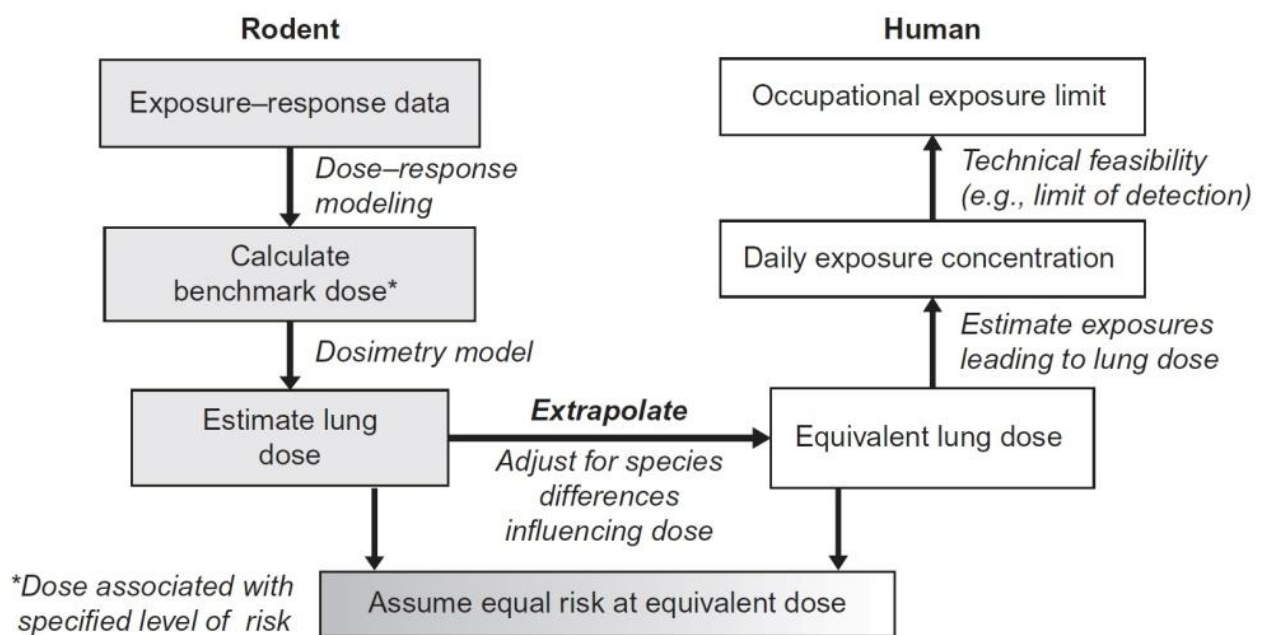 Rodent
Exposure–response data
Dose–response
modeling
Calculate
benchmark dose*
Dosimetry model
Estimate lung
dose
Extrapolate
Adjust for species
differences
influencing dose
Human
Occupational exposure limit
Technical feasibility
(e.g., limit of detection)
Daily exposure concentration
Estimate exposures
leading to lung dose
Equivalent lung dose
Assume equal risk at equivalent dose
*Dose associated with
specified level of risk